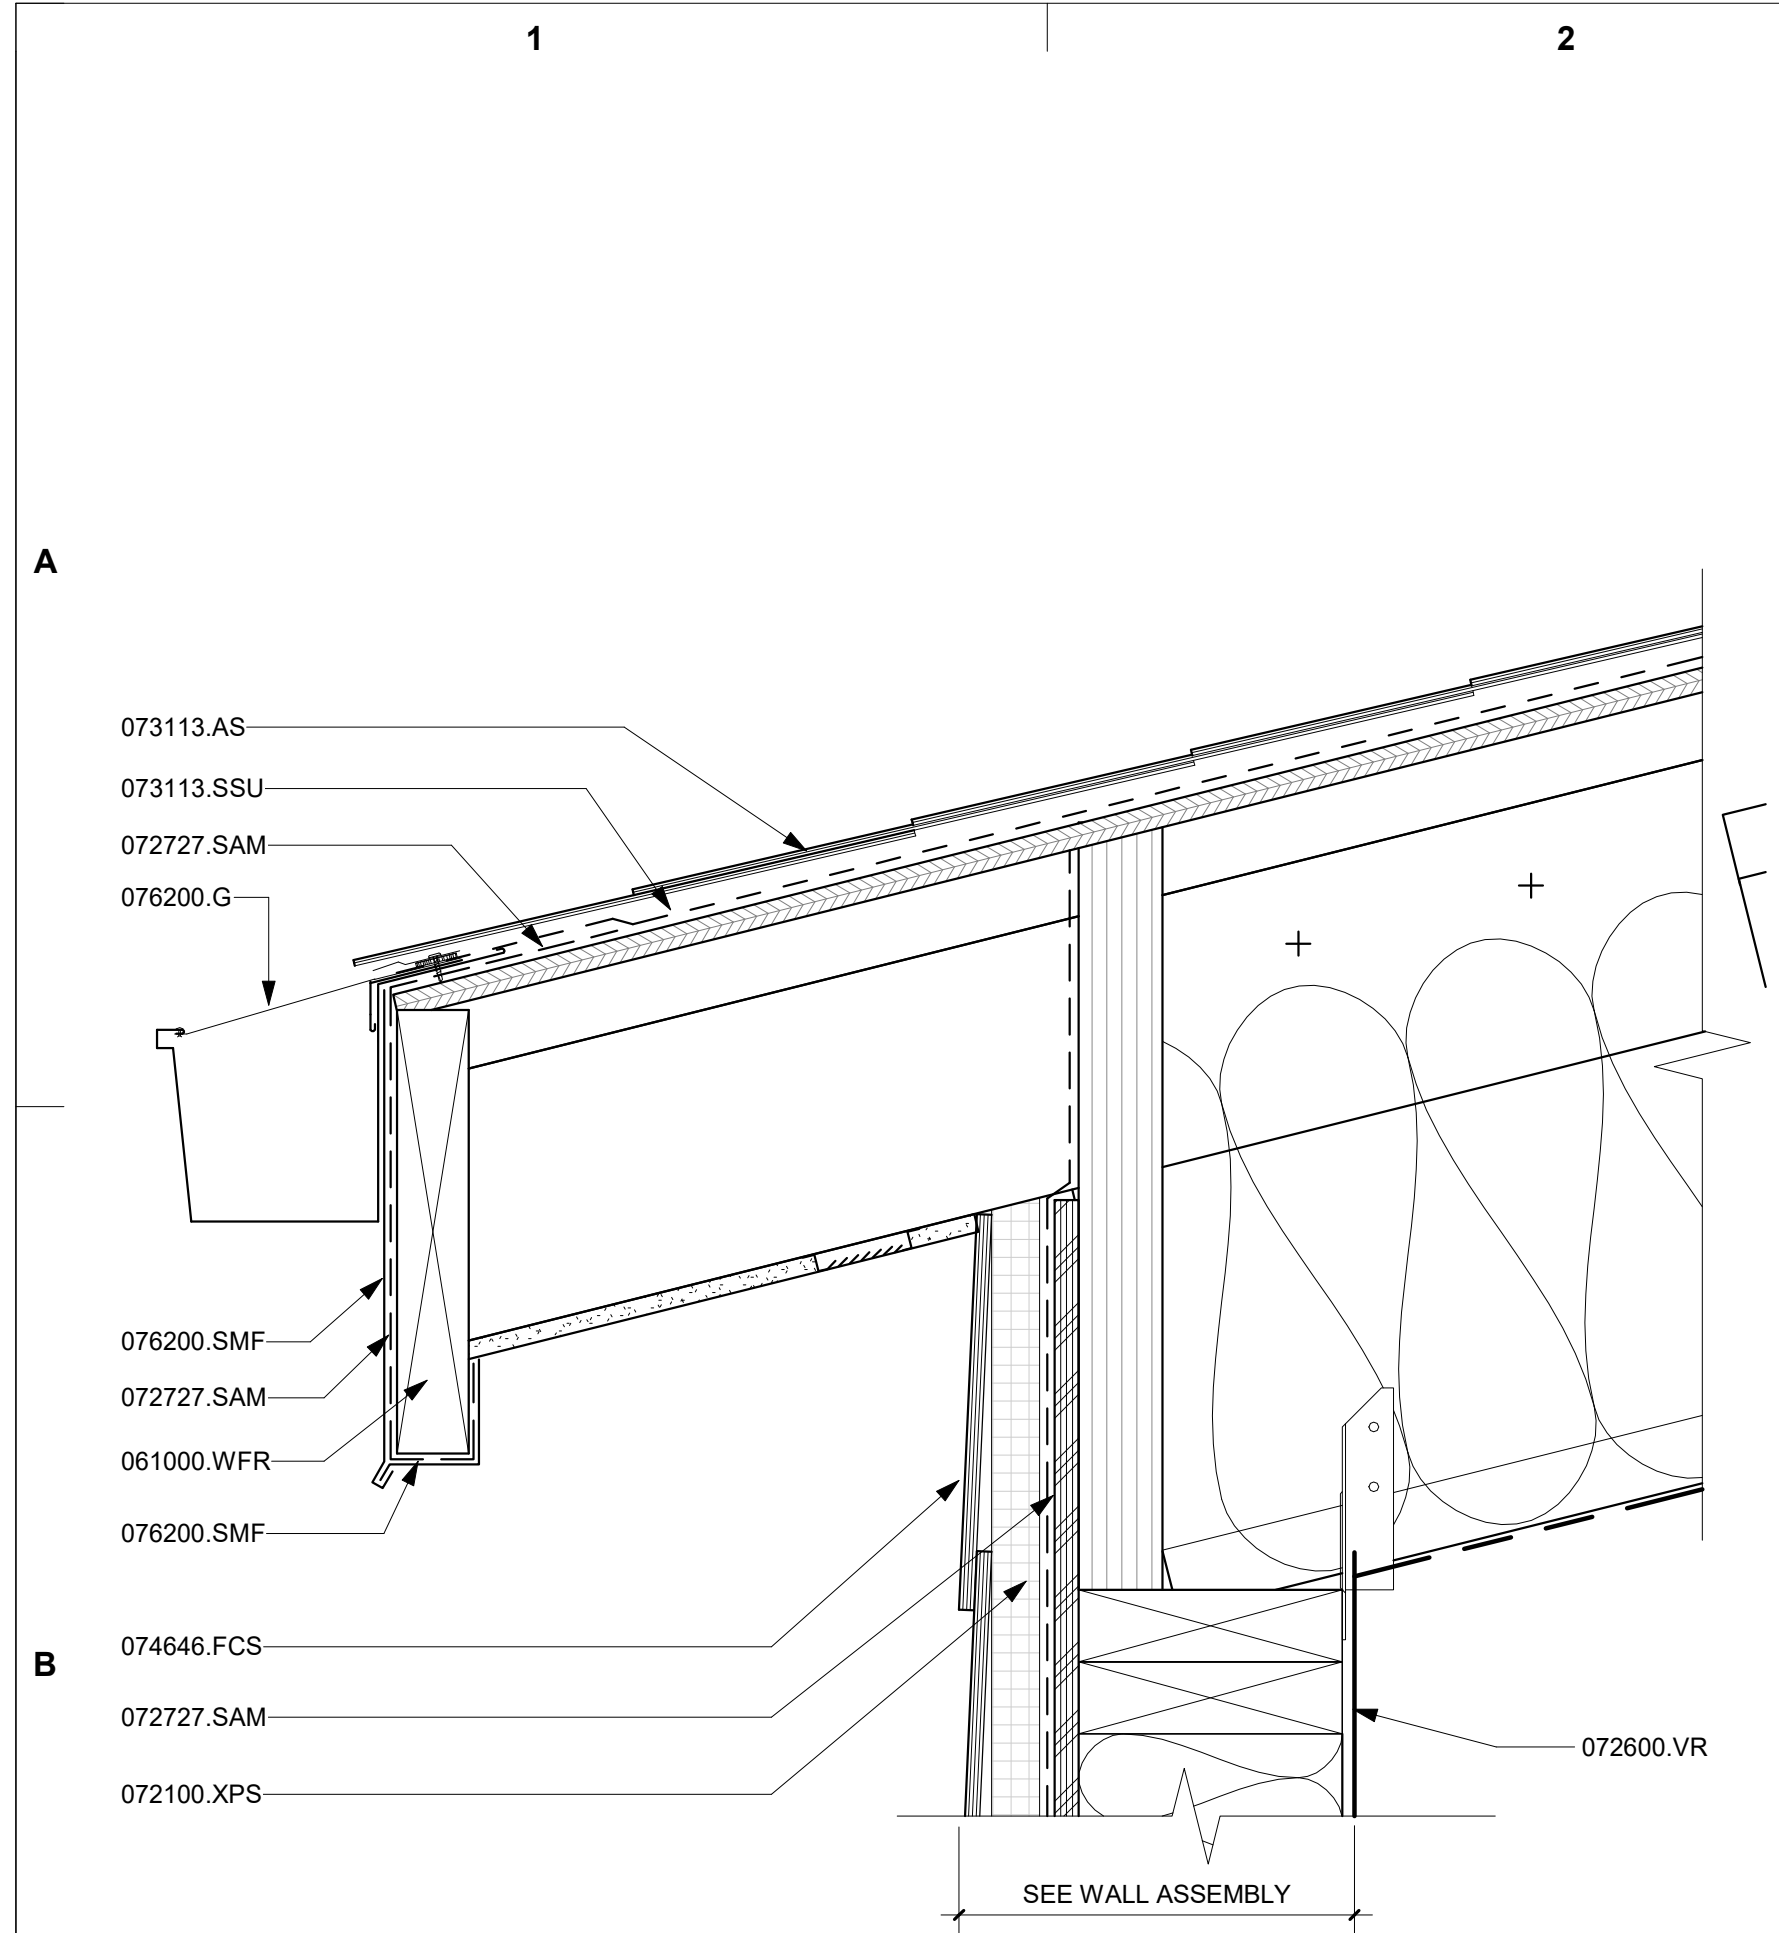 1
2
A
073113.AS
073113.SSU
072727.SAM
076200.G
076200.SMF
072727.SAM
061000.WFR
076200.SMF
074646.FCS
B
072727.SAM
072600.VR
072100.XPS
SEE WALL ASSEMBLY